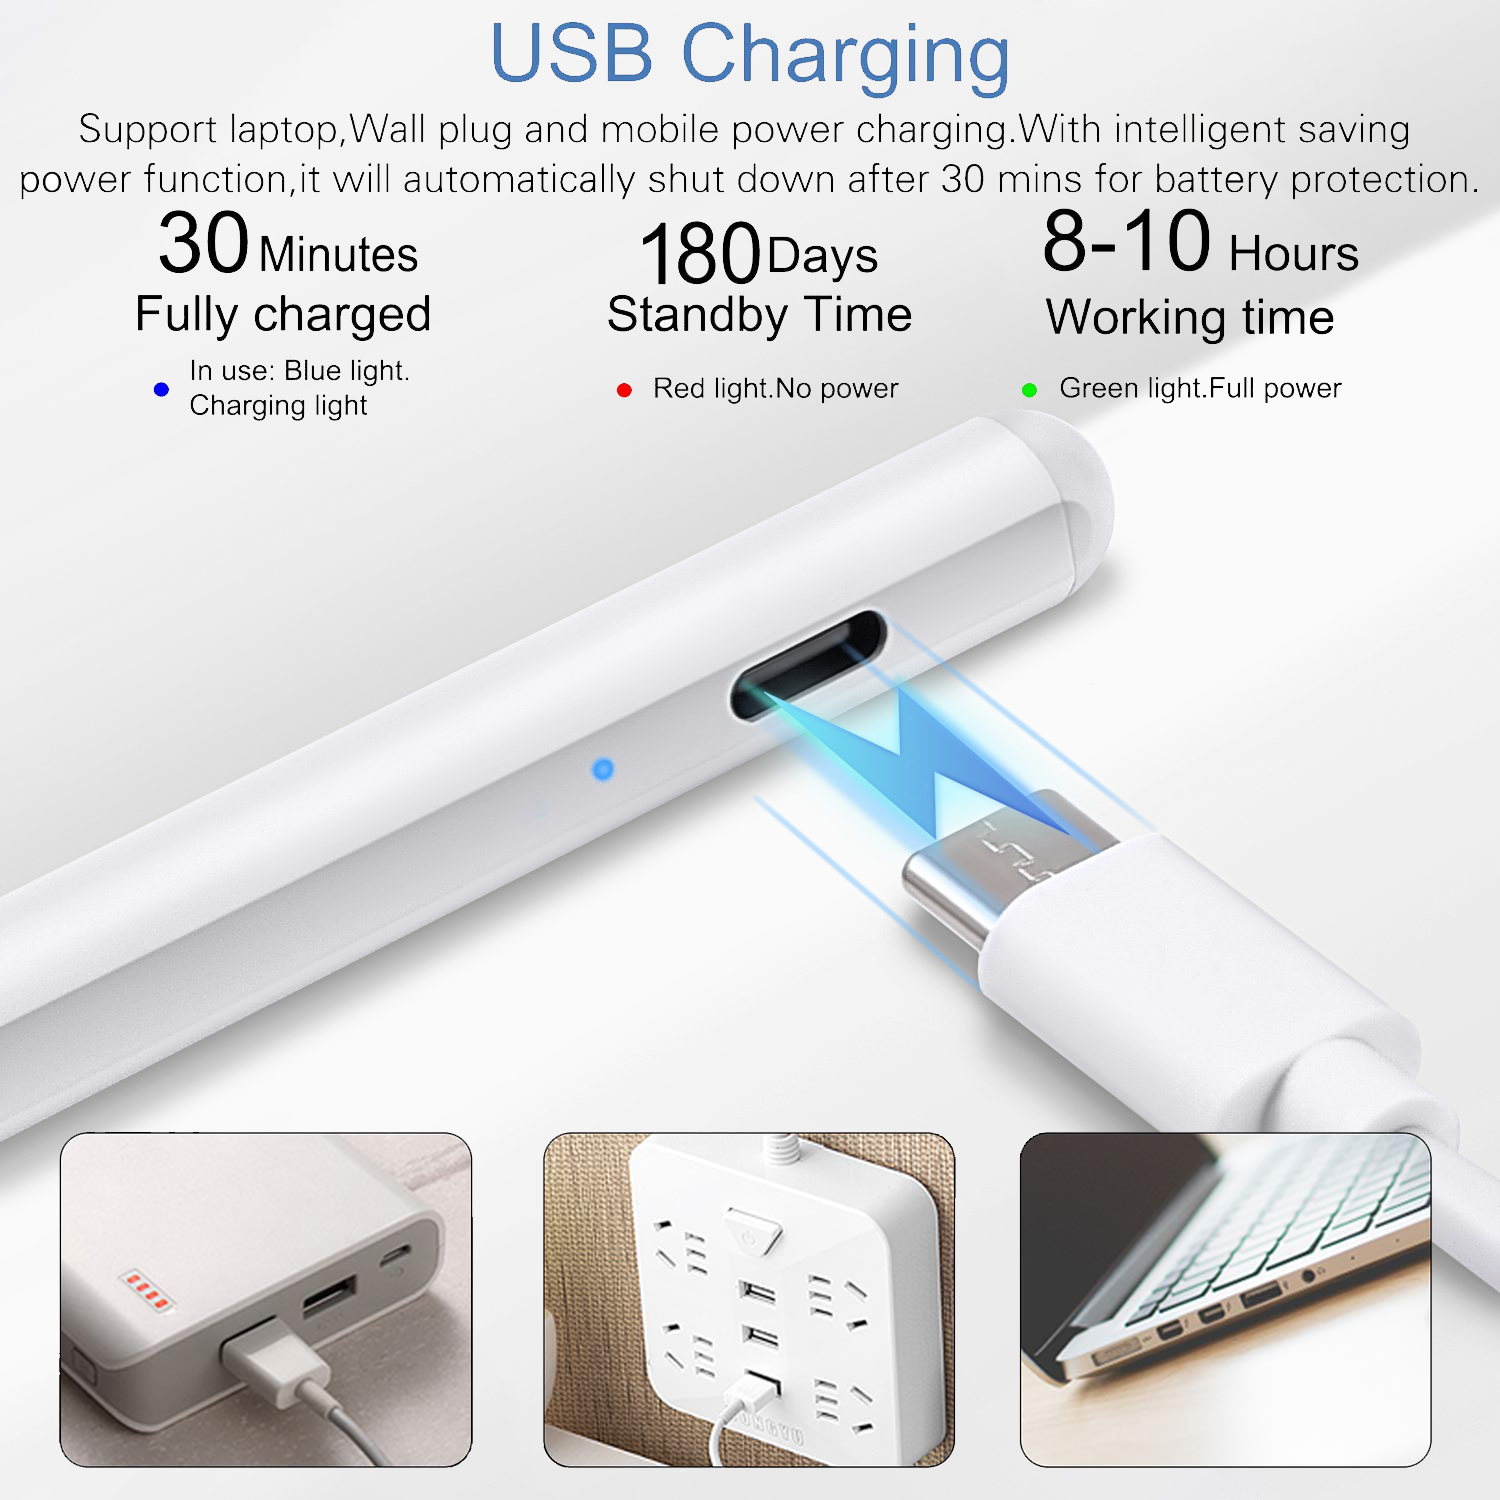 USB Charging
Support laptop,Wall plug and mobile power charging.With intelligent saving
power function,it will automatically shut down after 30 mins for battery protection.
30 Minutes
Fully charged
180 Days
Standby Time
8-10 Hours
Working time
In use: Blue light.
Charging light
Red light.No power
Green light.Full power